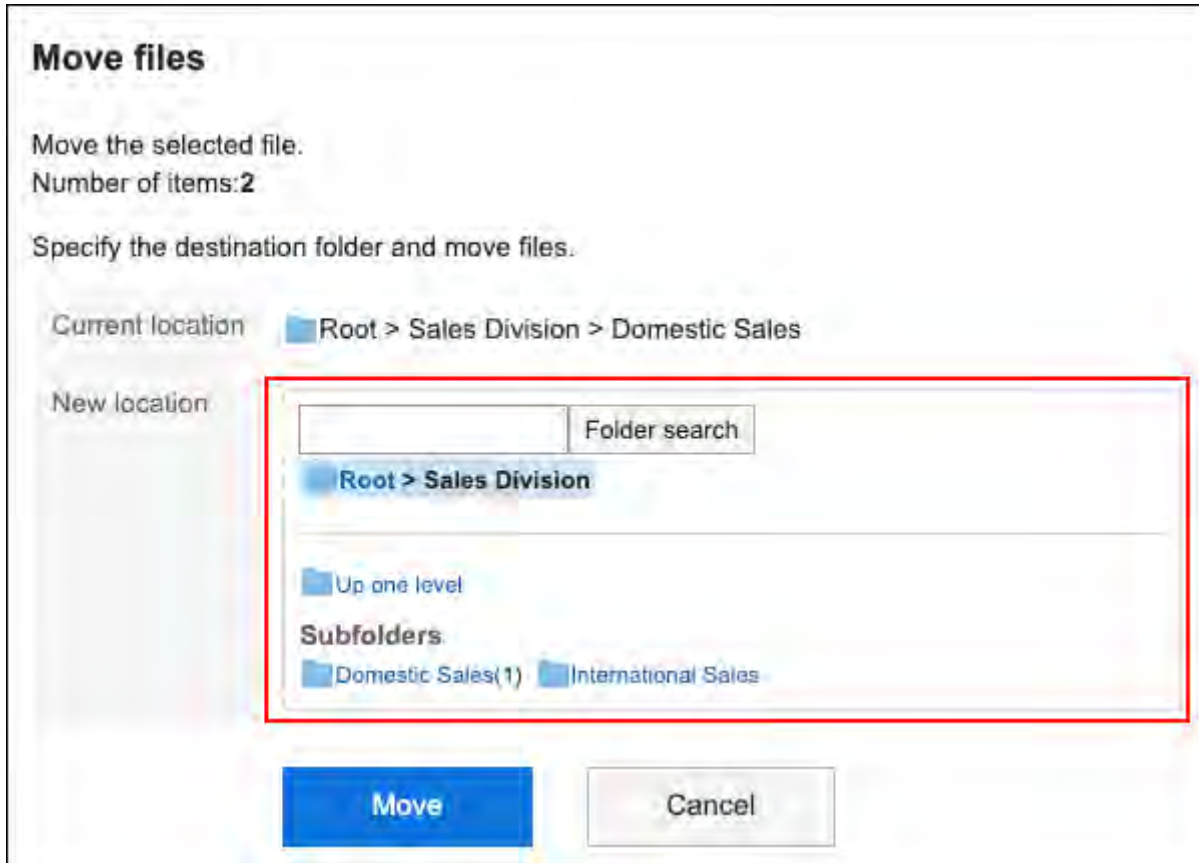 Move files
Move the selected file.
Number of items:2
Specify the destination folder and move files.
Current location Root > Sales Division > Domestic Sales
New location
Folder search
Root > Sales Division
Up one level
Subfolders
Domestic Sales(1) International Sales
Move Cancel